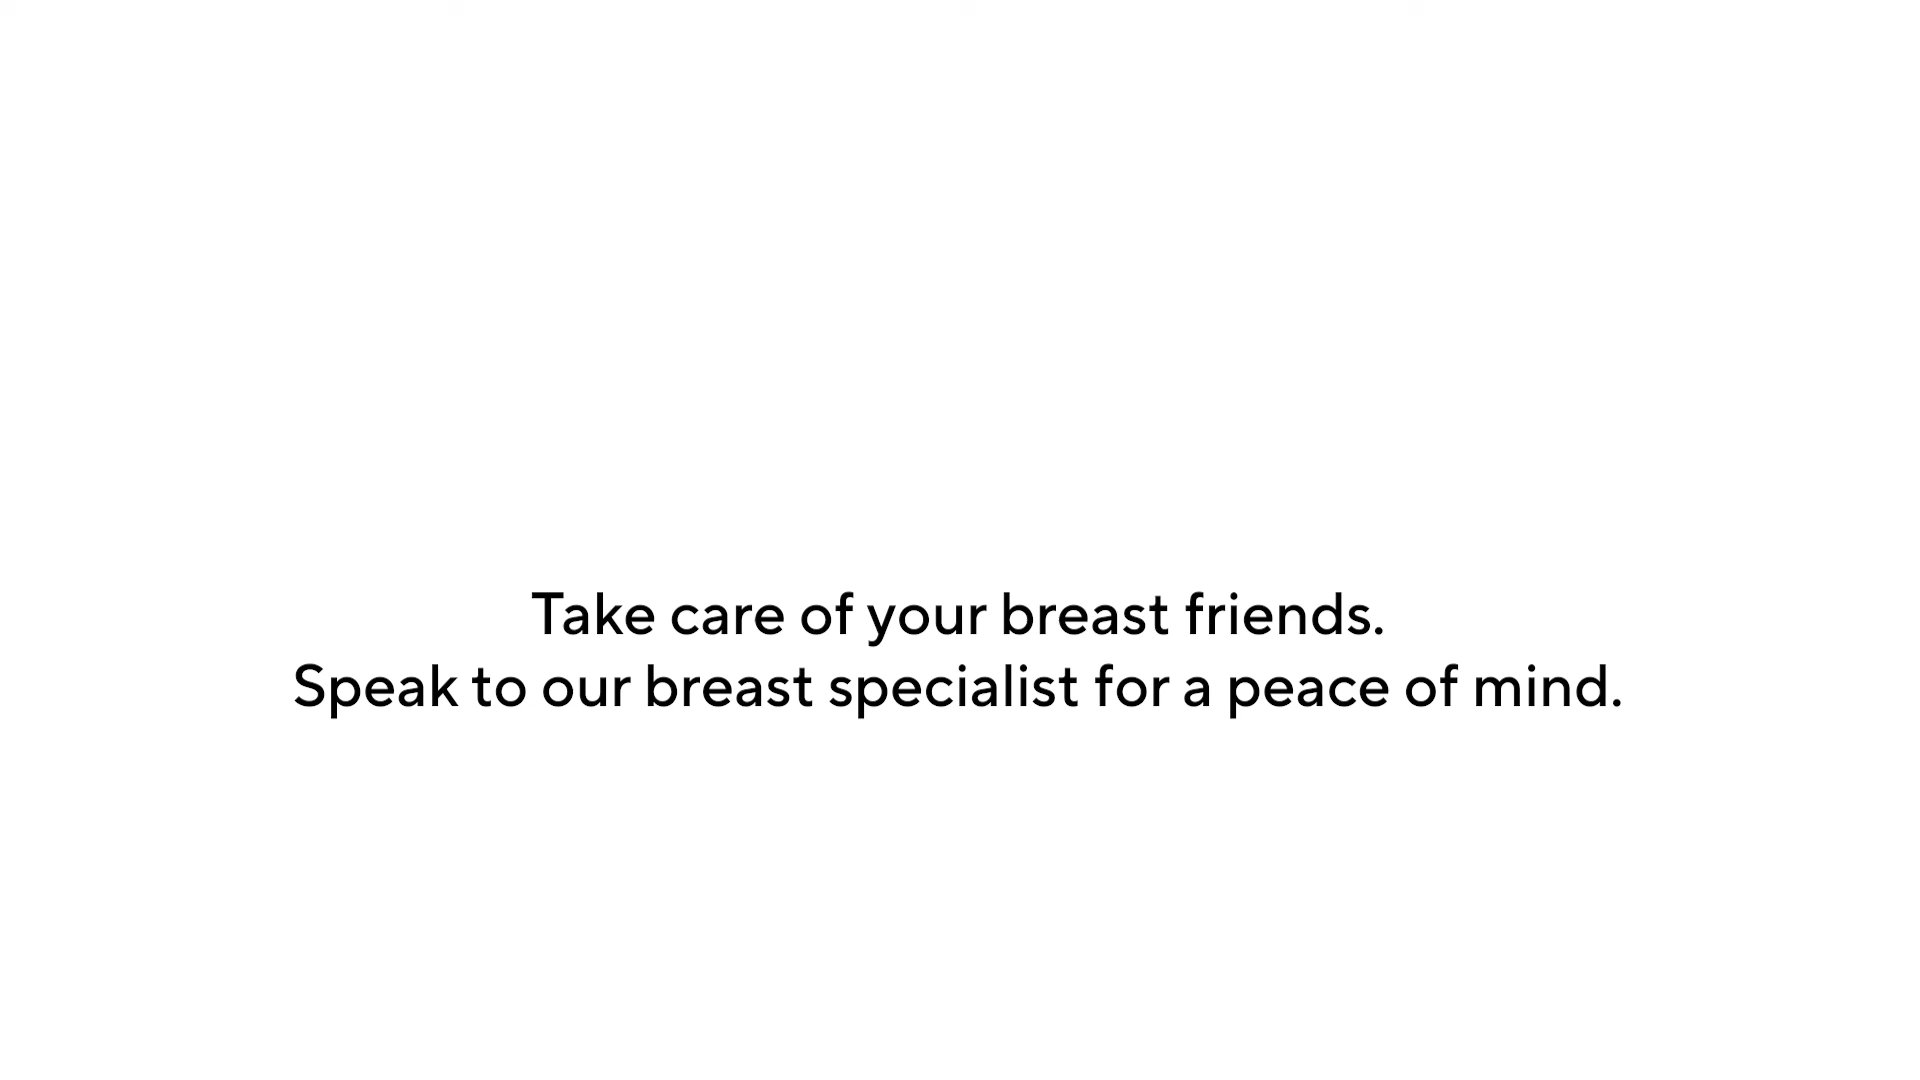 Take care of your breast friends.
Speak to our breast specialist for a peace of mind.